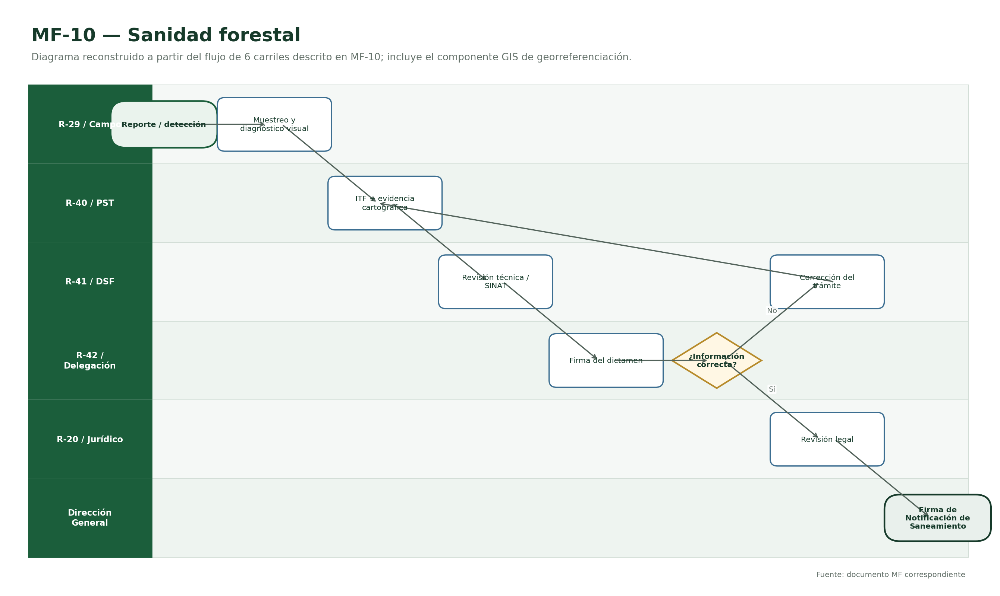 MF-10 — Sanidad forestal
Diagrama reconstruido a partir del flujo de 6 carriles descrito en MF-10; incluye el componente GIS de georreferenciación.
R-29 / Campo
Reporte / detección
Muestreo y
diagnóstico visual
R-40 / PST
ITF + evidencia
cartográfica
R-41 / DSF
Revisión técnica /
SINAT
Corrección del
trámite
No
R-42 /
Delegación
Firma del dictamen
¿Información
correcta?
Sí
R-20 / Jurídico
Revisión legal
Dirección
General
Firma de
Notificación de
Saneamiento
Fuente: documento MF correspondiente